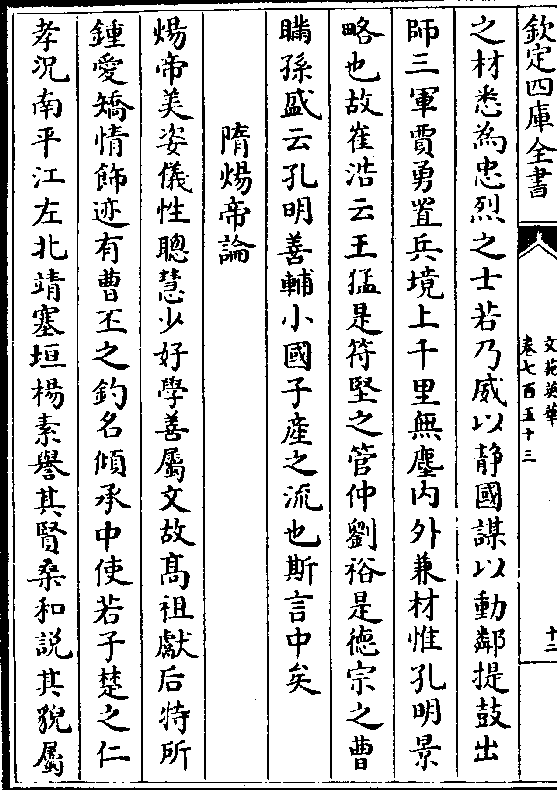 欽定四庫全書
文苑英華
卷七百五十三
十三
之材悉為忠烈之士若乃威以静國謀以動鄰提鼓出
師三軍賈勇置兵境上千里無塵内外兼材惟孔明景
略也故崔浩云王猛是符堅之管仲劉裕是徳宗之曹
瞞孫盛云孔明善輔小國子産之流也斯言中矣
隋煬帝論
煬帝美姿儀性聰慧少好學善屬文故髙祖獻后特所
鍾愛矯情飾迹有曹丕之釣名傾承中使若子楚之仁
孝況南平江左北靖塞垣楊素譽其賢桑和説其貌屬